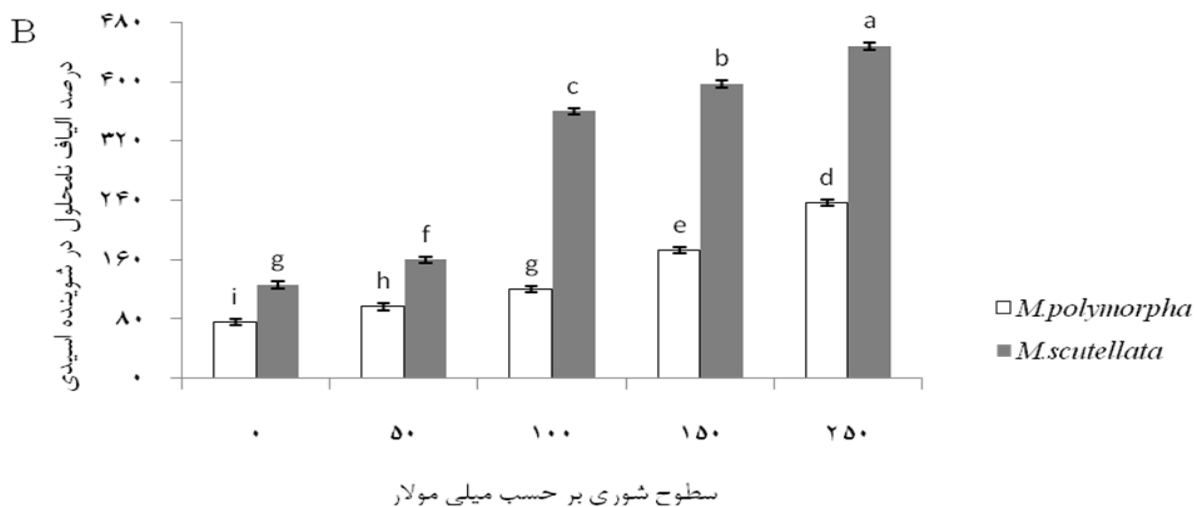 B
درصد الیاف نامحلول در شوینده اسیدی
۴۸۰
۴۰۰
۳۲۰
۲۴۰
۱۶۰
۸۰
۰
i
g
h
f
g
c
e
b
d
a
۰
۵۰
۱۰۰
۱۵۰
۲۵۰
سطوح شوری بر حسب میلی مولار
M.polymorpha
M.scutellata